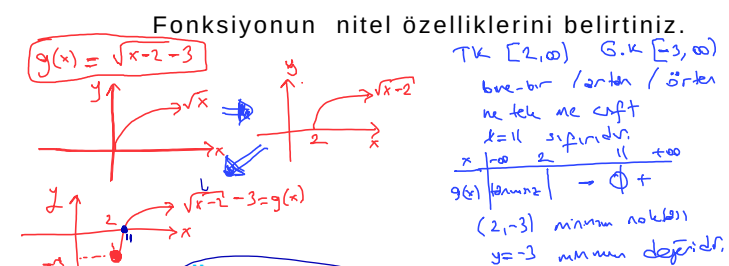 Fonksiyonun nitel özelliklerini belirtiniz.
g(x) = √x-2 - 3
TK [2,∞) G.K [-3,∞)
bire-bir / artan / örten
ne tek ne çift
x=11 sıfırıdır.
x -∞ 2 11 +∞
g(x) tanımsız - 0 +
(2,-3) minimum noktası
y=-3 minimum değeridir.
y √x x
y √x-2 2 x
y 2 11 x √x-2 -3=g(x)
-3